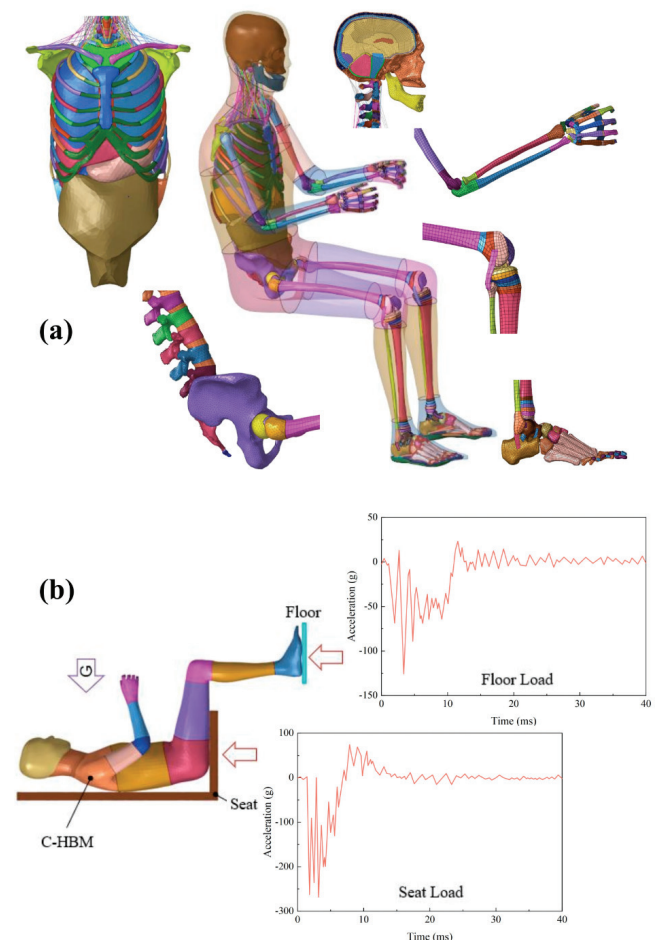 (a)
(b)
Floor
G
Seat
C-HBM
50
0
-50
-100
-150
Acceleration (g)
Floor Load
0 10 20 30 40
Time (ms)
100
0
-100
-200
-300
Acceleration (g)
Seat Load
0 10 20 30 40
Time (ms)